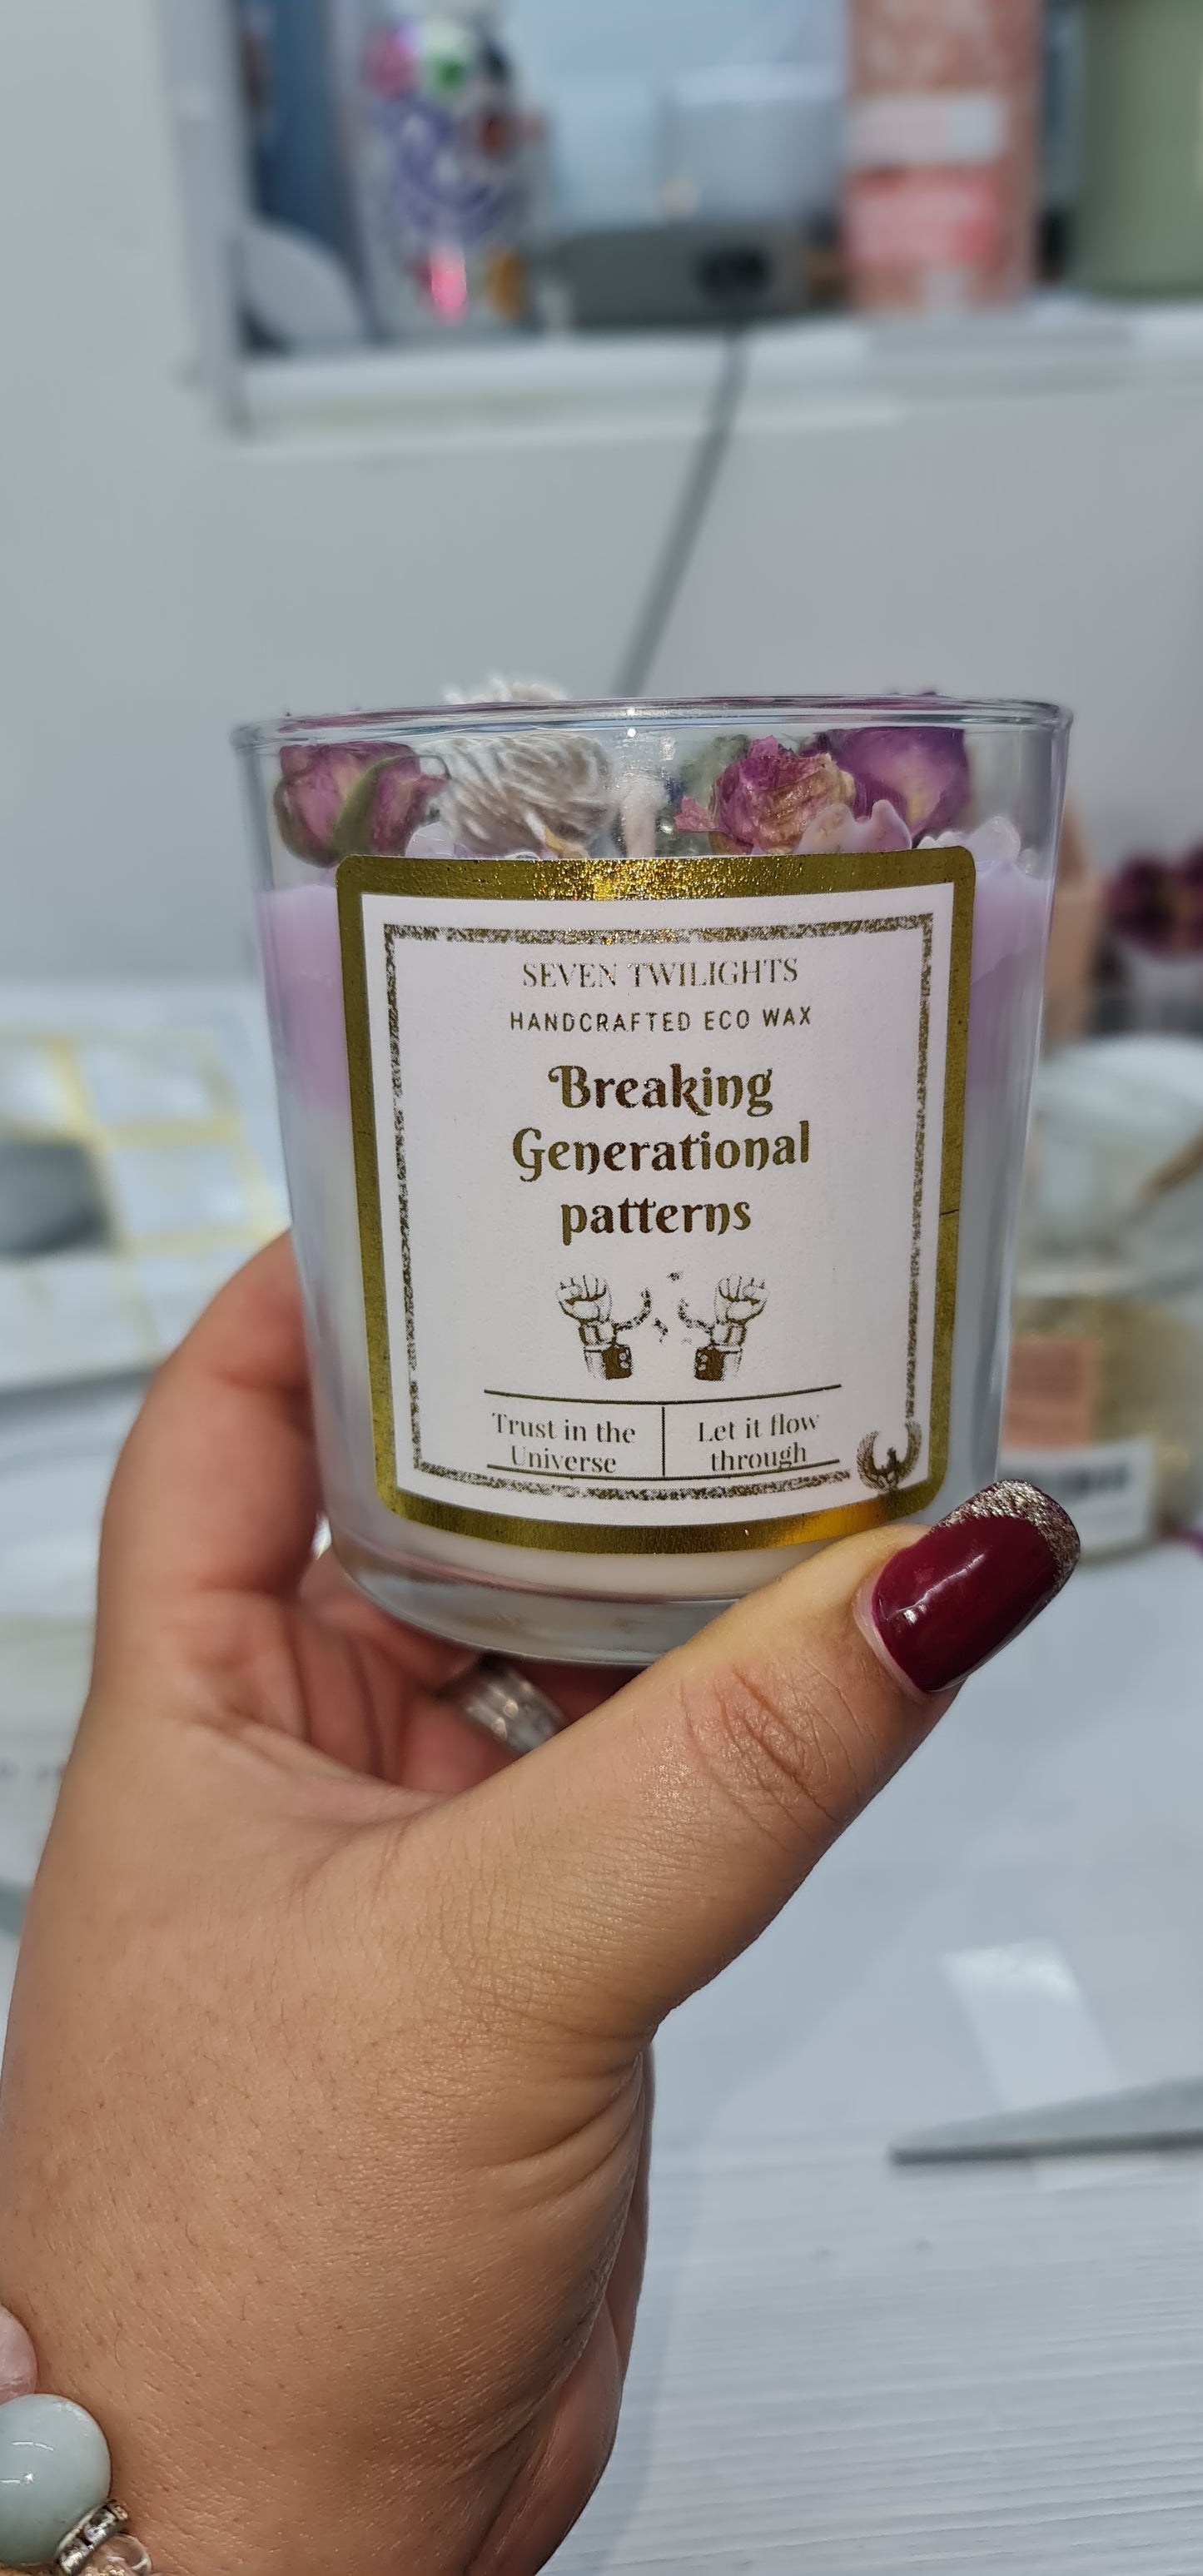 SEVEN TWILIGHTS
HANDCRAFTED ECO WAX
Breaking
Generational
patterns
Trust in the
Universe
Let it flow
through